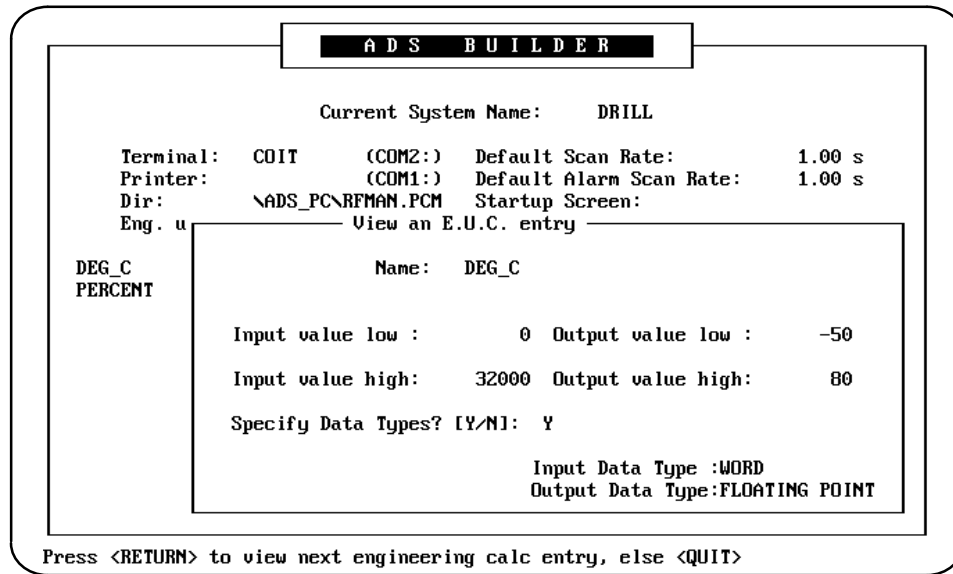 ADS BUILDER
Current System Name: DRILL
Terminal: COIT (COM2:) Default Scan Rate: 1.00 s
Printer: (COM1:) Default Alarm Scan Rate: 1.00 s
Dir: \ADS_PC\RFMAN.PCM Startup Screen:
Eng. u
View an E.U.C. entry
DEG_C Name: DEG_C
PERCENT
Input value low : 0 Output value low : -50
Input value high: 32000 Output value high: 80
Specify Data Types? [Y/N]: Y
Input Data Type :WORD
Output Data Type:FLOATING POINT
Press <RETURN> to view next engineering calc entry, else <QUIT>